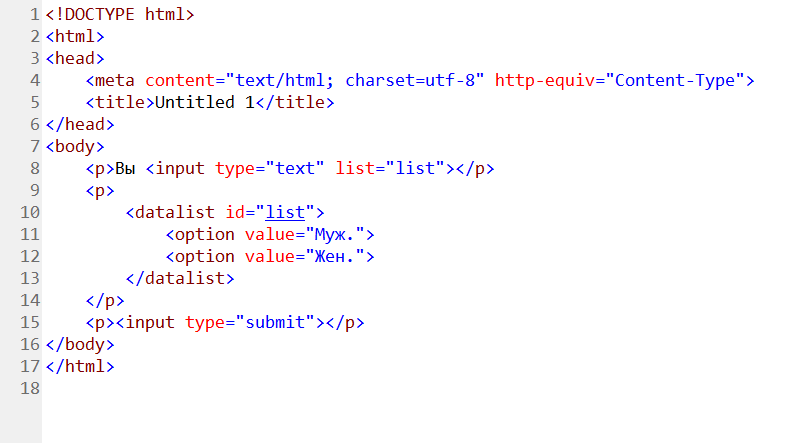 1 <!DOCTYPE html>
2 <html>
3 <head>
4     <meta content="text/html; charset=utf-8" http-equiv="Content-Type">
5     <title>Untitled 1</title>
6 </head>
7 <body>
8     <p>Вы <input type="text" list="list"></p>
9     <p>
10         <datalist id="list">
11             <option value="Муж.">
12             <option value="Жен.">
13         </datalist>
14     </p>
15     <p><input type="submit"></p>
16 </body>
17 </html>
18